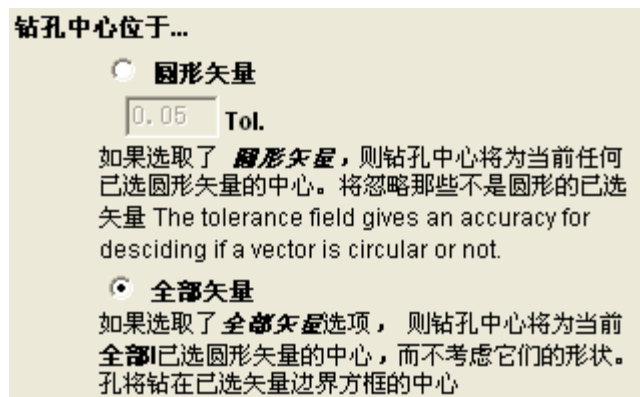 钻孔中心位于...
圆形矢量
0.05 Tol.
如果选取了 圆形矢量，则钻孔中心将为当前任何
已选圆形矢量的中心。将忽略那些不是圆形的已选
矢量 The tolerance field gives an accuracy for
desciding if a vector is circular or not.
全部矢量
如果选取了全部矢量选项， 则钻孔中心将为当前
全部l已选圆形矢量的中心，而不考虑它们的形状。
孔将钻在已选矢量边界方框的中心